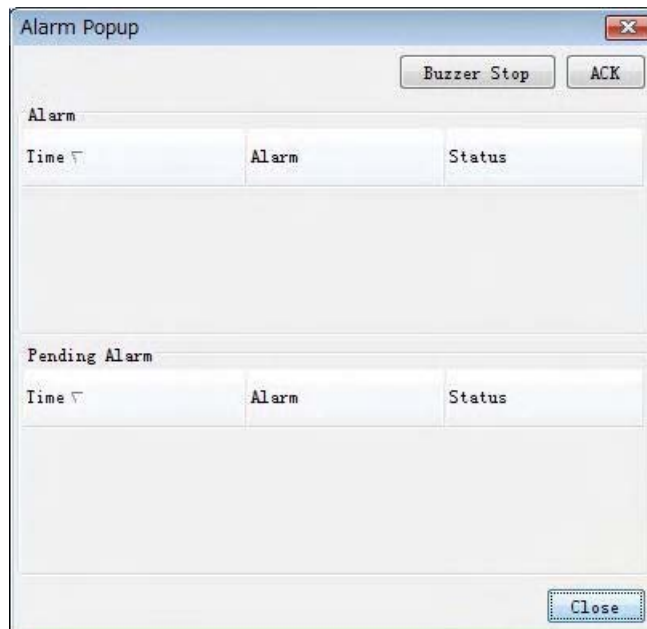 Alarm Popup
Buzzer Stop ACK
Alarm
Time Alarm Status
Pending Alarm
Time Alarm Status
Close